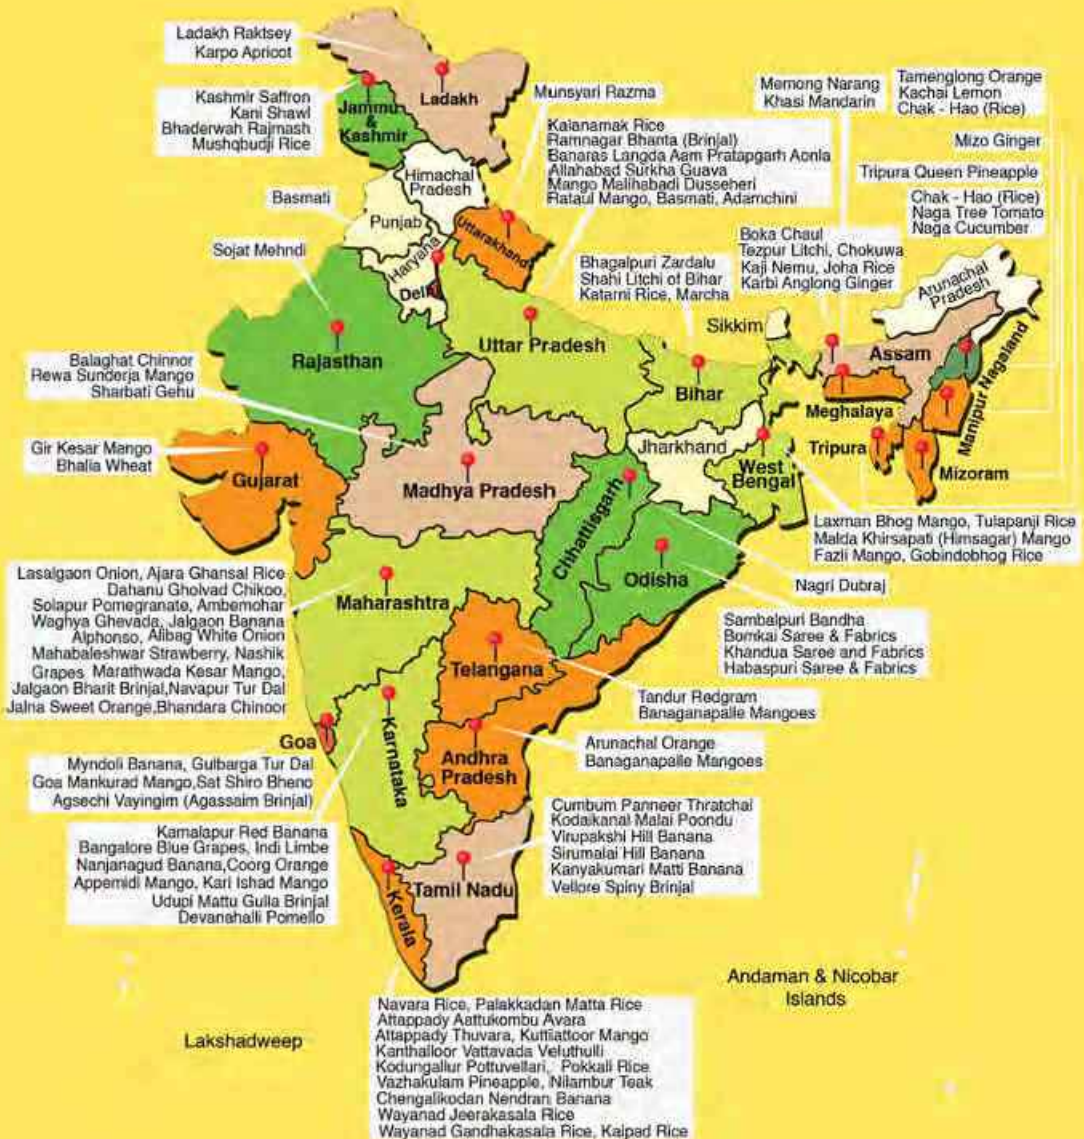 Ladakh Raktsey
Karpo Apricot
Ladakh
Kashmir Saffron
Kani Shawl
Bhaderwah Rajmash
Mushqbudji Rice
Jammu
&
Kashmir
Munsyari Razma
Memong Narang
Khasi Mandarin
Tamenglong Orange
Kachai Lemon
Chak - Hao (Rice)
Mizo Ginger
Tripura Queen Pineapple
Chak - Hao (Rice)
Naga Tree Tomato
Naga Cucumber
Kalanamak Rice
Ramnagar Bhanta (Brinjal)
Banaras Langda Aam Pratapgarh Aonla
Allahabad Surkha Guava
Mango Malihabadi Dusseheri
Rataul Mango, Basmati, Adamchini
Himachal
Pradesh
Basmati
Punjab
Uttarakhand
Haryana
Delhi
Sojat Mehndi
Bhagalpuri Zardalu
Shahi Litchi of Bihar
Katarni Rice, Marcha
Boka Chaul
Tezpur Litchi, Chokuwa
Kaji Nemu, Joha Rice
Karbi Anglong Ginger
Arunachal
Pradesh
Sikkim
Rajasthan
Uttar Pradesh
Assam
Bihar
Meghalaya
Manipur Nagaland
Balaghat Chinnor
Rewa Sunderja Mango
Sharbati Gehu
Gir Kesar Mango
Bhalia Wheat
Gujarat
Madhya Pradesh
Jharkhand
West
Bengal
Tripura
Mizoram
Laxman Bhog Mango, Tulapanji Rice
Malda Khirsapati (Himsagar) Mango
Fazli Mango, Gobindobhog Rice
Chhattisgarh
Odisha
Nagri Dubraj
Lasalgaon Onion, Ajara Ghansal Rice
Dahanu Gholvad Chikoo,
Solapur Pomegranate, Ambemohar
Waghya Ghevada, Jalgaon Banana
Alphonso, Alibag White Onion
Mahabaleshwar Strawberry, Nashik
Grapes Marathwada Kesar Mango,
Jalgaon Bharit Brinjal,Navapur Tur Dal
Jalna Sweet Orange,Bhandara Chinoor
Maharashtra
Sambalpuri Bandha
Bomkai Saree & Fabrics
Khandua Saree and Fabrics
Habaspuri Saree & Fabrics
Telangana
Tandur Redgram
Banaganapalle Mangoes
Goa
Myndoli Banana, Gulbarga Tur Dal
Goa Mankurad Mango,Sat Shiro Bheno
Agsechi Vayingim (Agassaim Brinjal)
Karnataka
Andhra
Pradesh
Arunachal Orange
Banaganapalle Mangoes
Kamalapur Red Banana
Bangalore Blue Grapes, Indi Limbe
Nanjanagud Banana,Coorg Orange
Appemidi Mango, Kari Ishad Mango
Udupi Mattu Gulla Brinjal
Devanahalli Pomello
Cumbum Panneer Thratchai
Kodaikanal Malai Poondu
Virupakshi Hill Banana
Sirumalai Hill Banana
Kanyakumari Matti Banana
Vellore Spiny Brinjal
Tamil Nadu
Kerala
Andaman & Nicobar
Islands
Lakshadweep
Navara Rice, Palakkadan Matta Rice
Attappady Aattukombu Avara
Attappady Thuvara, Kuttiattoor Mango
Kanthalloor Vattavada Veluthulli
Kodungallur Pottuvellari, Pokkali Rice
Vazhakulam Pineapple, Nilambur Teak
Chengalikodan Nendran Banana
Wayanad Jeerakasala Rice
Wayanad Gandhakasala Rice, Kaipad Rice